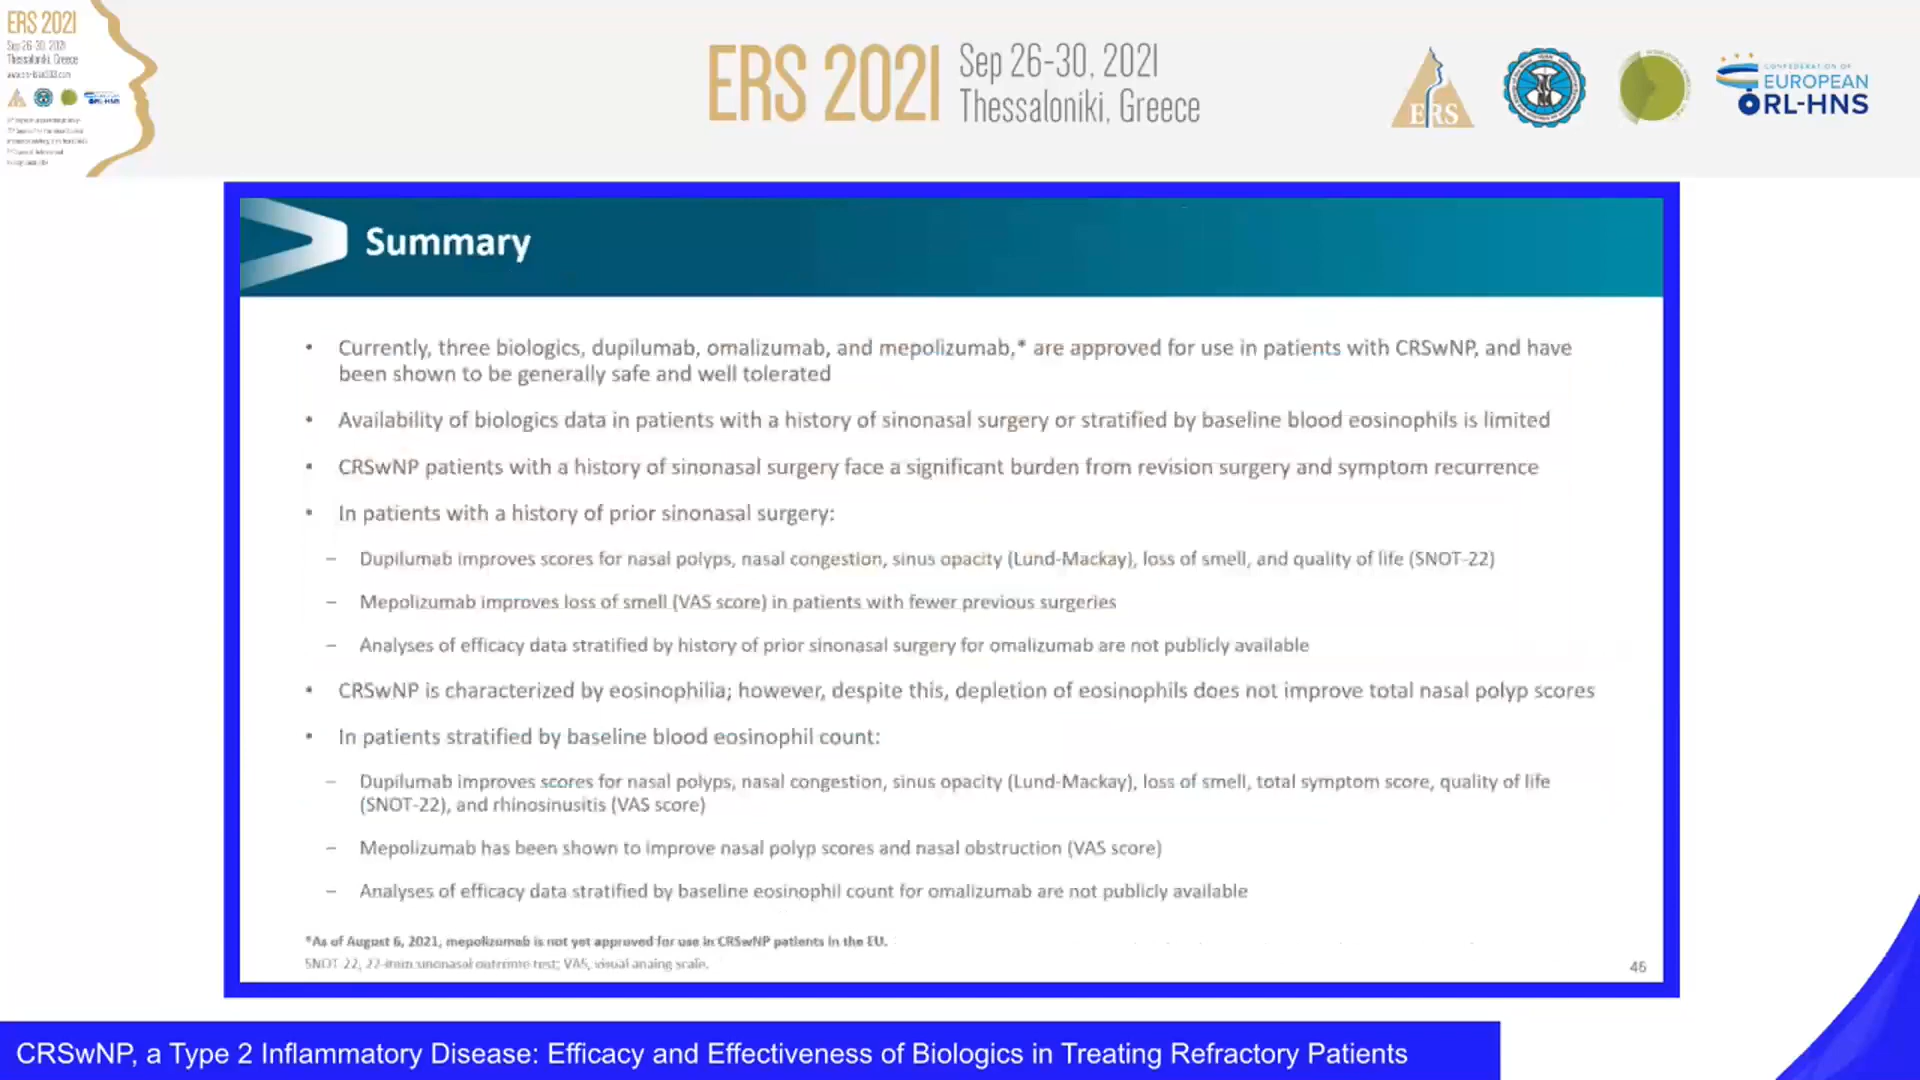 ERS 2021
Sep 26-30, 2021
Thessaloniki, Greece
ERS 2021
Sep 26-30, 2021
Thessaloniki, Greece
ERS
CONFEDERATION OF
EUROPEAN
ORL-HNS
Summary
• Currently, three biologics, dupilumab, omalizumab, and mepolizumab,* are approved for use in patients with CRSwNP, and have
been shown to be generally safe and well tolerated
• Availability of biologics data in patients with a history of sinonasal surgery or stratified by baseline blood eosinophils is limited
• CRSwNP patients with a history of sinonasal surgery face a significant burden from revision surgery and symptom recurrence
• In patients with a history of prior sinonasal surgery:
– Dupilumab improves scores for nasal polyps, nasal congestion, sinus opacity (Lund-Mackay), loss of smell, and quality of life (SNOT-22)
– Mepolizumab improves loss of smell (VAS score) in patients with fewer previous surgeries
– Analyses of efficacy data stratified by history of prior sinonasal surgery for omalizumab are not publicly available
• CRSwNP is characterized by eosinophilia; however, despite this, depletion of eosinophils does not improve total nasal polyp scores
• In patients stratified by baseline blood eosinophil count:
– Dupilumab improves scores for nasal polyps, nasal congestion, sinus opacity (Lund-Mackay), loss of smell, total symptom score, quality of life
(SNOT-22), and rhinosinusitis (VAS score)
– Mepolizumab has been shown to improve nasal polyp scores and nasal obstruction (VAS score)
– Analyses of efficacy data stratified by baseline eosinophil count for omalizumab are not publicly available
*As of August 6, 2021, mepolizumab is not yet approved for use in CRSwNP patients in the EU.
SNOT-22, 22-item sinonasal outcome test; VAS, visual analog scale.
46
CRSwNP, a Type 2 Inflammatory Disease: Efficacy and Effectiveness of Biologics in Treating Refractory Patients